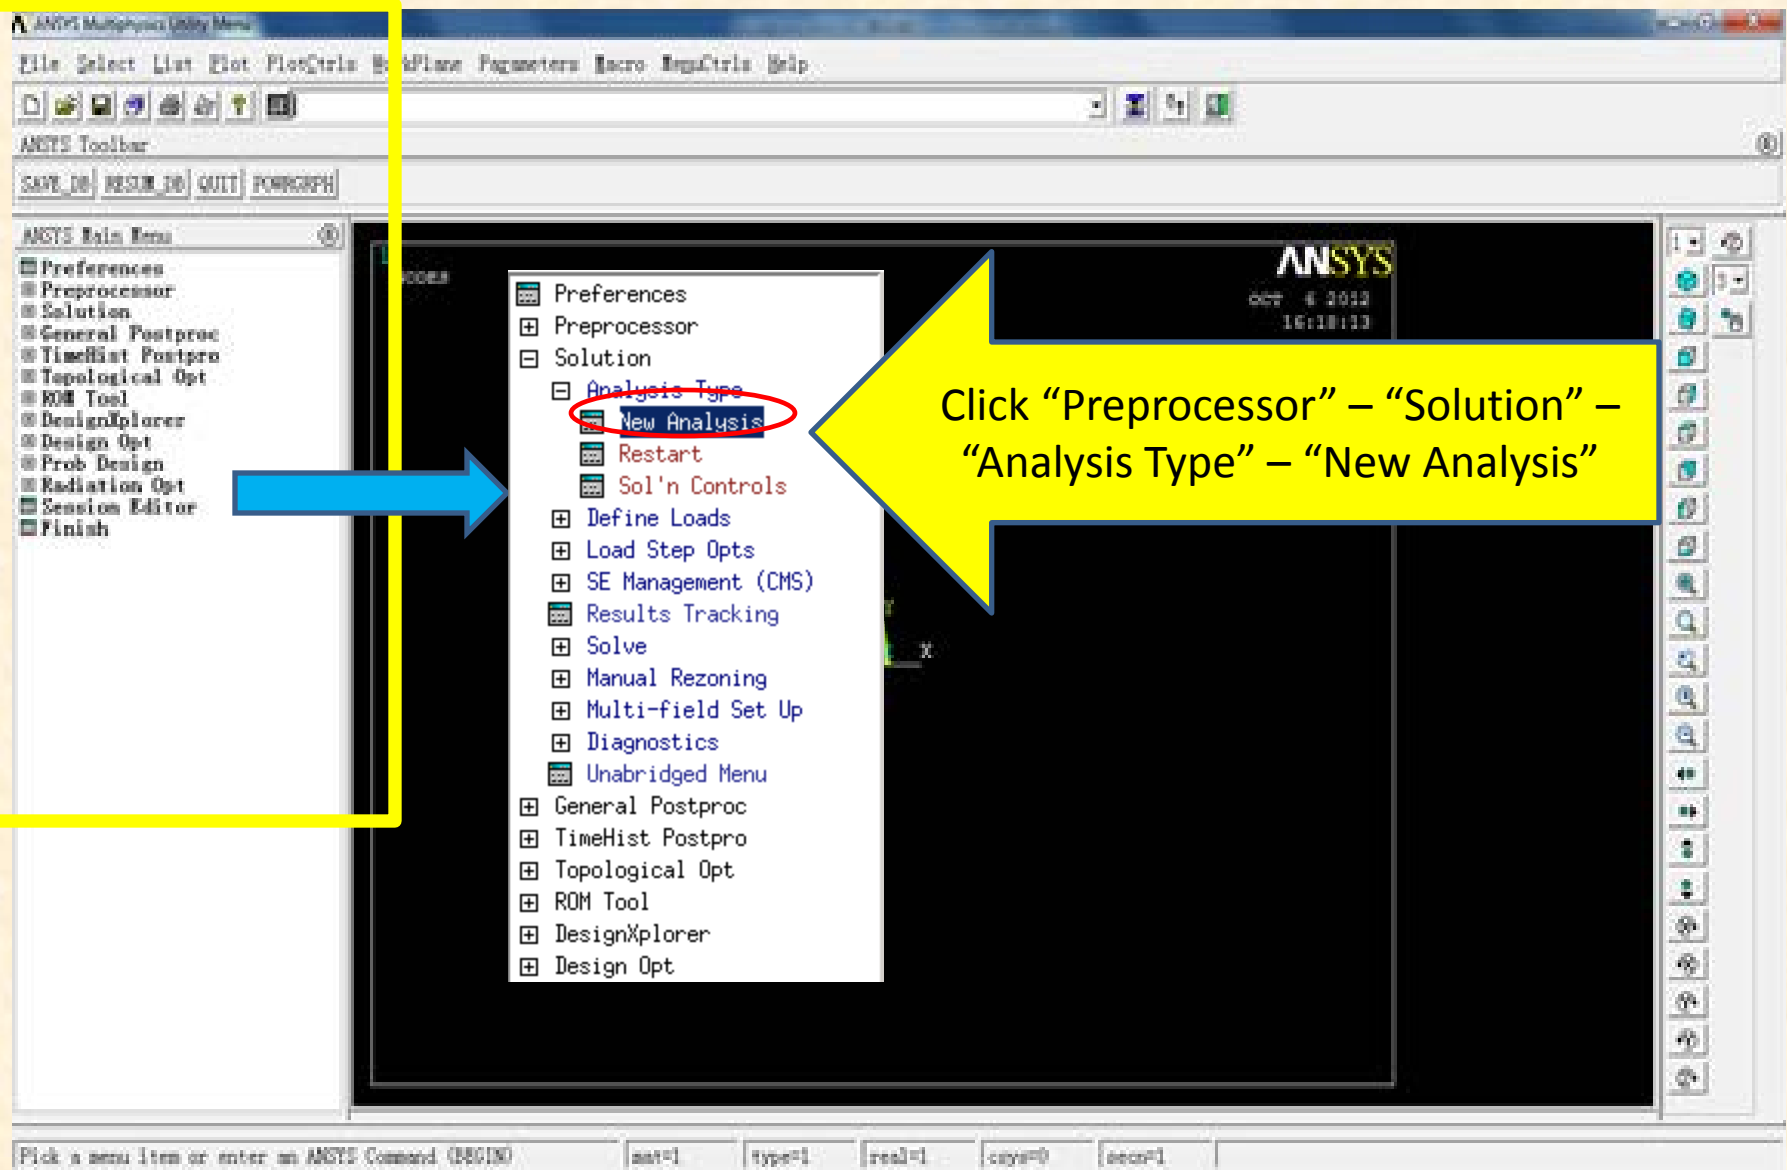 ANSYS Multiphysics Utility Menu
File Select List Plot PlotCtrls WorkPlane Parameters Macro MenuCtrls Help
ANSYS Toolbar
SAVE_DB RESUM_DB QUIT POWRGRPH
ANSYS Main Menu
Preferences
Preprocessor
Solution
General Postproc
TimeHist Postpro
Topological Opt
ROM Tool
DesignXplorer
Design Opt
Prob Design
Radiation Opt
Session Editor
Finish
ANSYS
OCT 6 2012
16:18:13
Preferences
Preprocessor
Solution
Analysis Type
New Analysis
Restart
Sol'n Controls
Define Loads
Load Step Opts
SE Management (CMS)
Results Tracking
Solve
Manual Rezoning
Multi-field Set Up
Diagnostics
Unabridged Menu
General Postproc
TimeHist Postpro
Topological Opt
ROM Tool
DesignXplorer
Design Opt
Click “Preprocessor” – “Solution” –
“Analysis Type” – “New Analysis”
Y
X
Pick a menu item or enter an ANSYS Command (BEGIN) mat=1 type=1 real=1 csys=0 secn=1